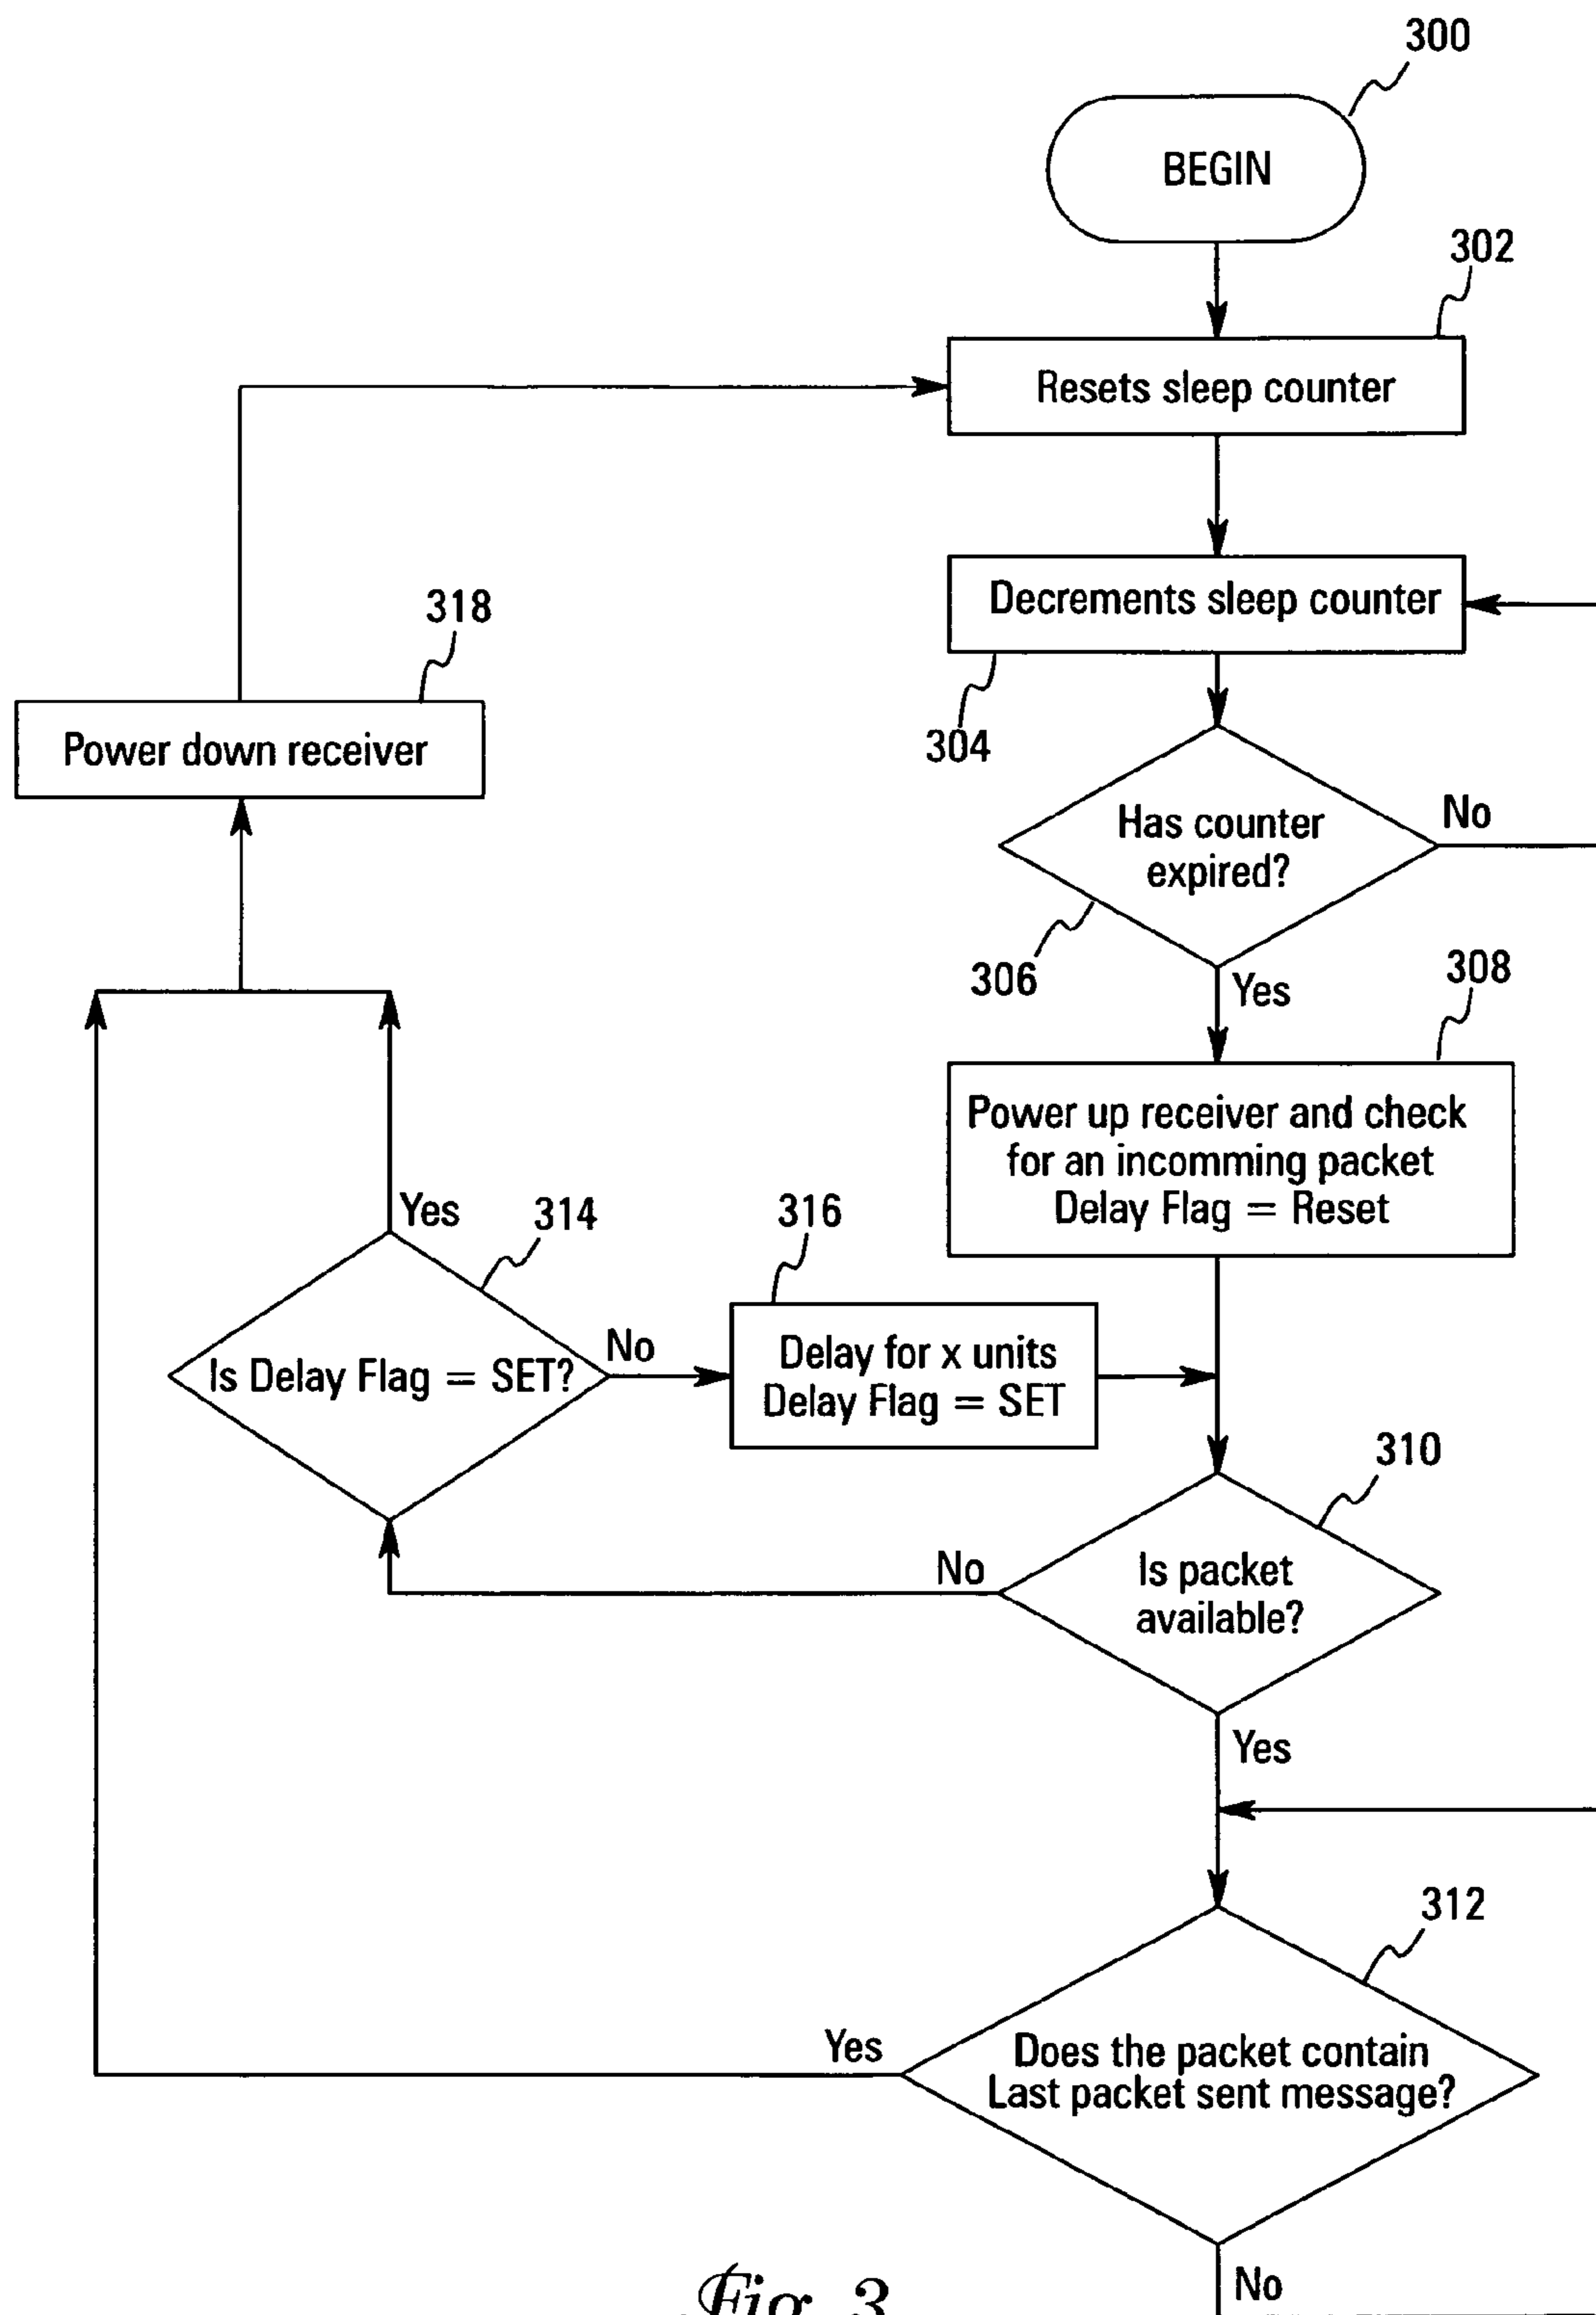 300
BEGIN
302
Resets sleep counter
Decrements sleep counter
304
318
Power down receiver
Has counter
expired?
No
306
Yes
308
Power up receiver and check
for an incomming packet
Delay Flag = Reset
Yes
314
316
Is Delay Flag = SET?
No
Delay for x units
Delay Flag = SET
310
Is packet
available?
No
Yes
312
Does the packet contain
Last packet sent message?
Yes
No
Fig. 3